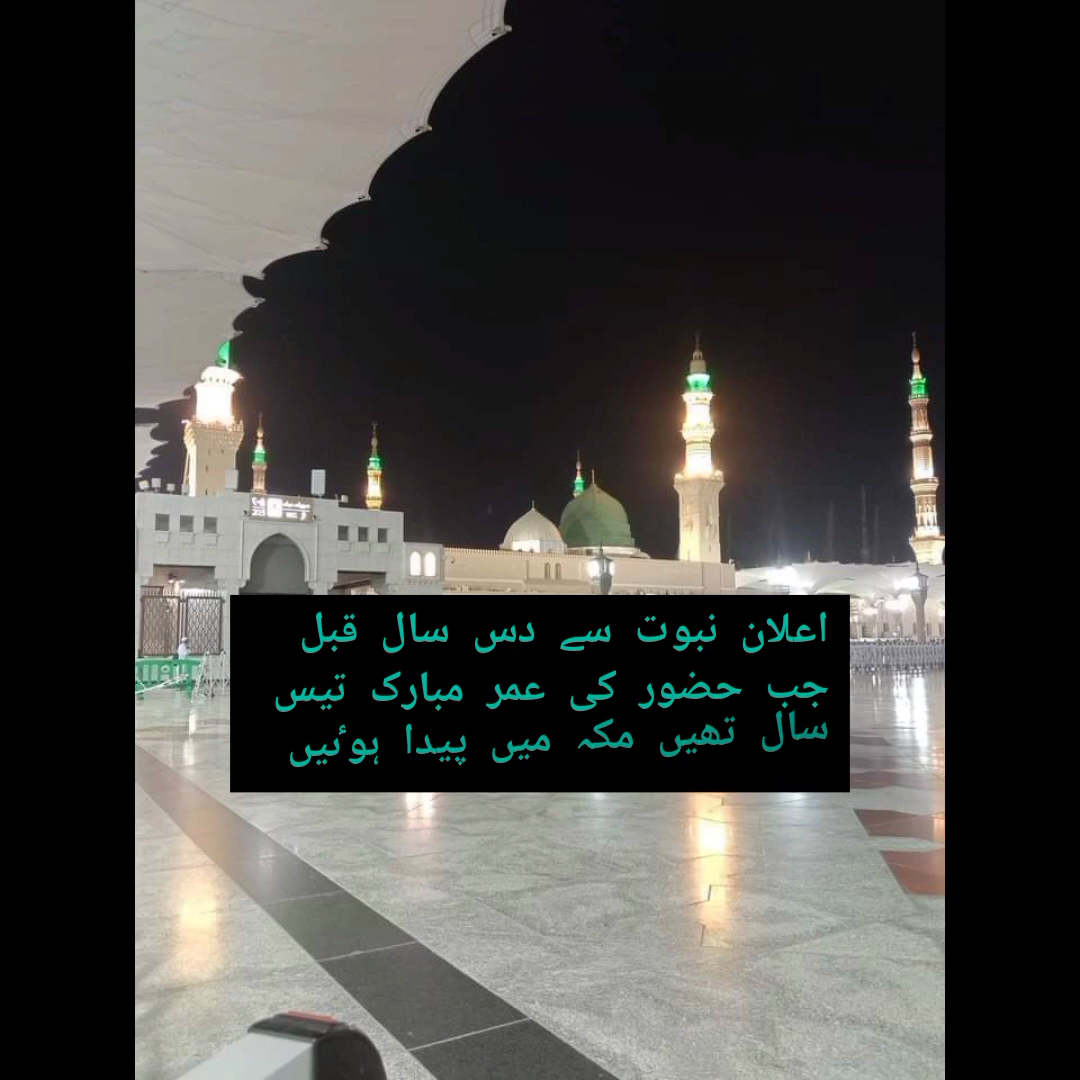 اعلان نبوت سے دس سال قبل
جب حضور کی عمر مبارک تیس
سال تھیں مکہ میں پیدا ہوئیں